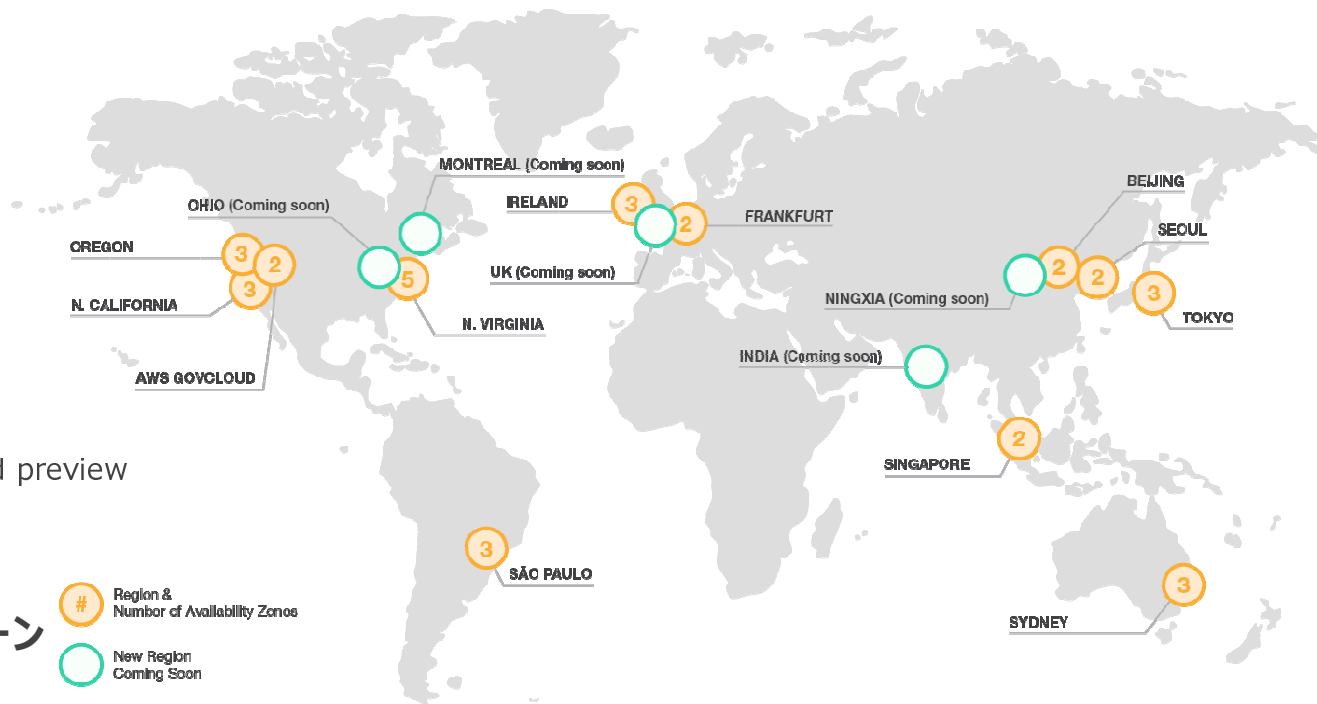 MONTREAL (Coming soon)
BEIJING
OHIO (Coming soon)
IRELAND
3
2
FRANKFURT
SEOUL
OREGON
3
2
5
UK (Coming soon)
2
2
3
N. CALIFORNIA
3
N. VIRGINIA
NINGXIA (Coming soon)
TOKYO
INDIA (Coming soon)
AWS GOVCLOUD
2
SINGAPORE
preview
3
SÃO PAULO
3
SYDNEY
#
Region &
Number of Availability Zones
ーン
New Region
Coming Soon